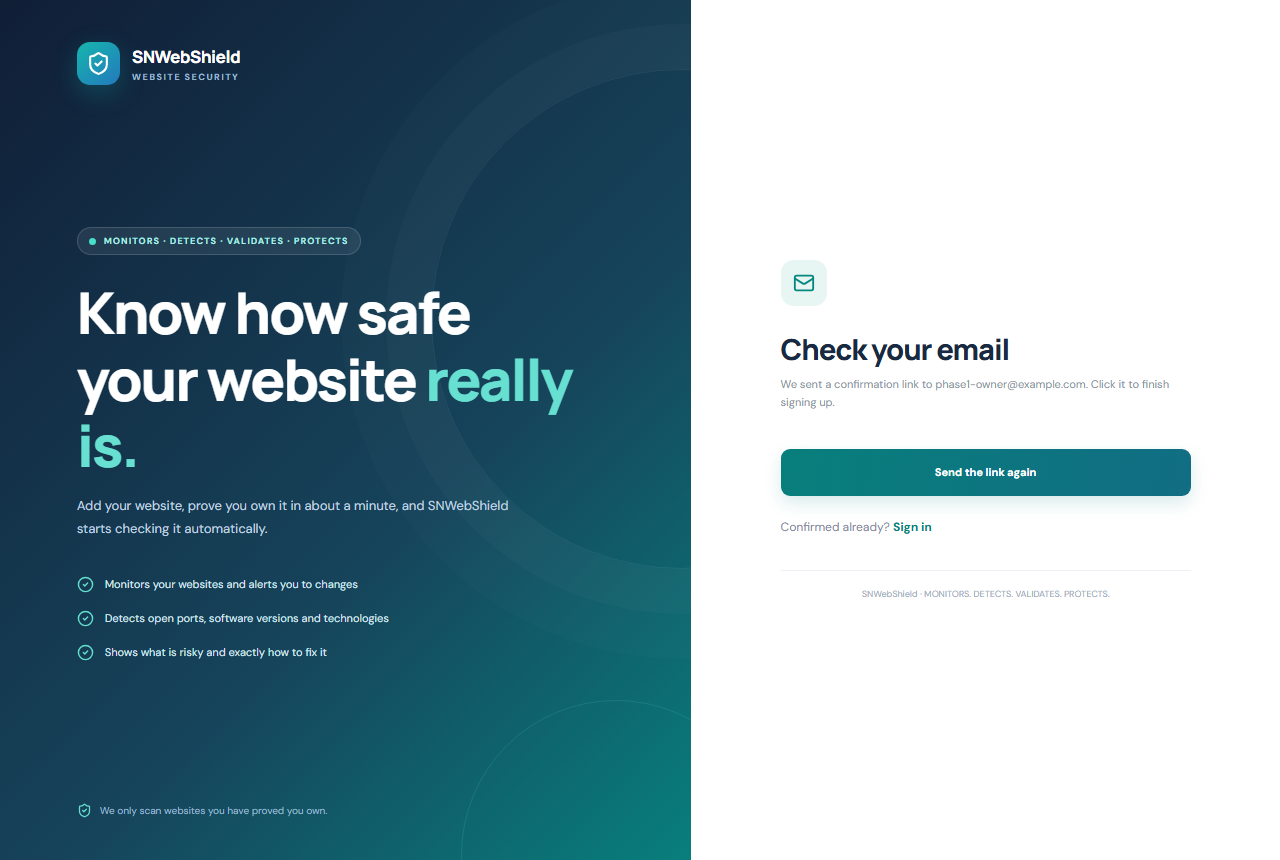 SNWebShield
WEBSITE SECURITY
MONITORS · DETECTS · VALIDATES · PROTECTS
Know how safe
your website really
is.
Add your website, prove you own it in about a minute, and SNWebShield
starts checking it automatically.
Monitors your websites and alerts you to changes
Detects open ports, software versions and technologies
Shows what is risky and exactly how to fix it
We only scan websites you have proved you own.
Check your email
We sent a confirmation link to phase1-owner@example.com. Click it to finish
signing up.
Send the link again
Confirmed already? Sign in
SNWebShield · MONITORS. DETECTS. VALIDATES. PROTECTS.